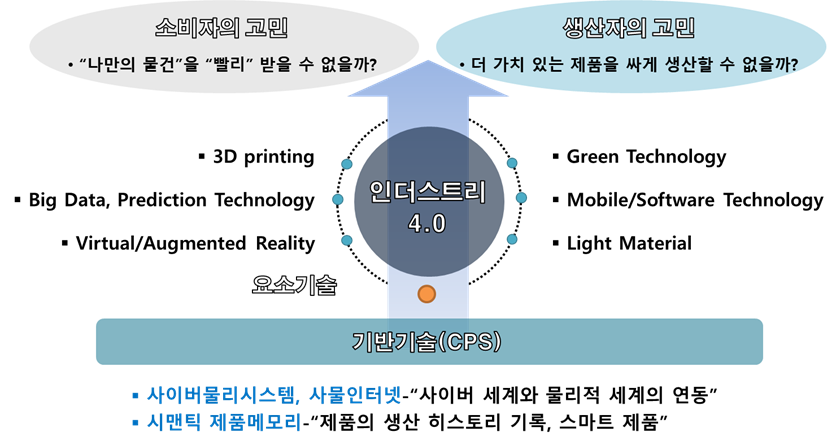 소비자의 고민
• “나만의 물건”을 “빨리” 받을 수 없을까?
생산자의 고민
• 더 가치 있는 제품을 싸게 생산할 수 없을까?
▪ 3D printing
▪ Big Data, Prediction Technology
▪ Virtual/Augmented Reality
요소기술
인더스트리
4.0
▪ Green Technology
▪ Mobile/Software Technology
▪ Light Material
기반기술(CPS)
▪ 사이버물리시스템, 사물인터넷-“사이버 세계와 물리적 세계의 연동”
▪ 시맨틱 제품메모리-“제품의 생산 히스토리 기록, 스마트 제품”